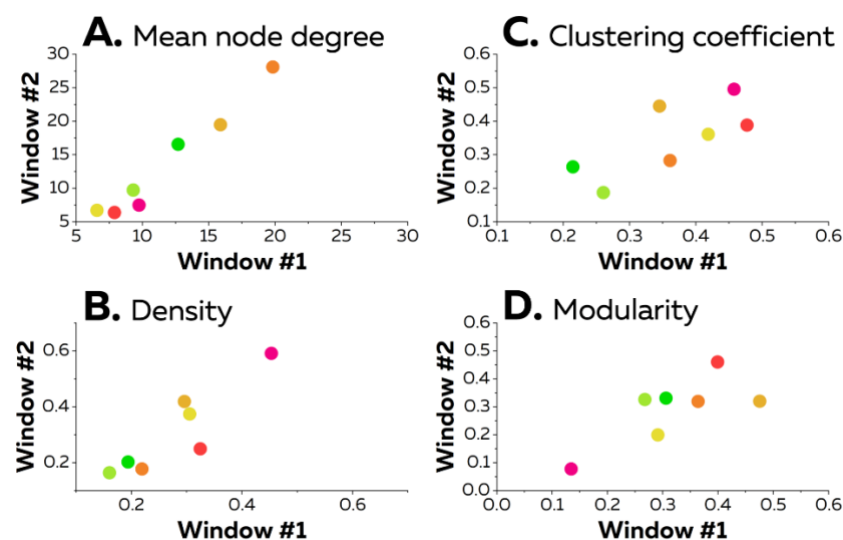 A. Mean node degree
30
25
20
15
10
5
Window #2
5 10 15 20 25 30
Window #1
C. Clustering coefficient
0.6
0.5
0.4
0.3
0.2
0.1
Window #2
0.1 0.2 0.3 0.4 0.5 0.6
Window #1
B. Density
0.6
0.4
0.2
Window #2
0.2 0.4 0.6
Window #1
D. Modularity
0.6
0.5
0.4
0.3
0.2
0.1
0.0
Window #2
0.0 0.1 0.2 0.3 0.4 0.5 0.6
Window #1